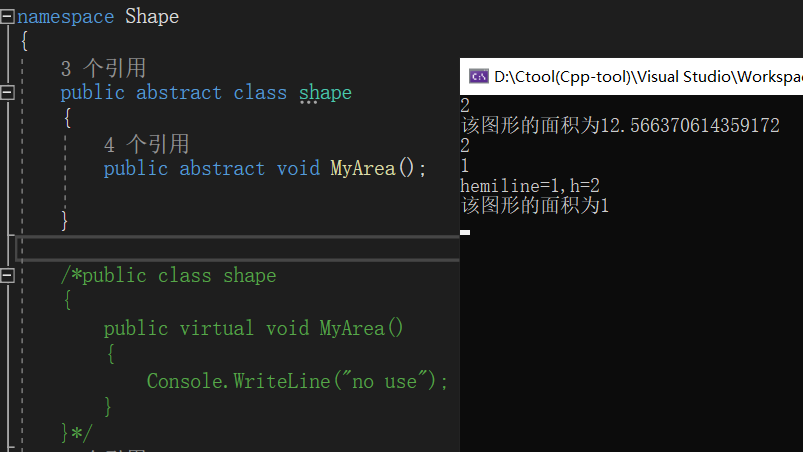 namespace Shape
{
3 个引用
public abstract class shape
{
4 个引用
public abstract void MyArea();
}
/*public class shape
{
public virtual void MyArea()
{
Console.WriteLine("no use");
}
}*/
D:\Ctool(Cpp-tool)\Visual Studio\Workspac
2
该图形的面积为12.566370614359172
2
1
hemiline=1,h=2
该图形的面积为1